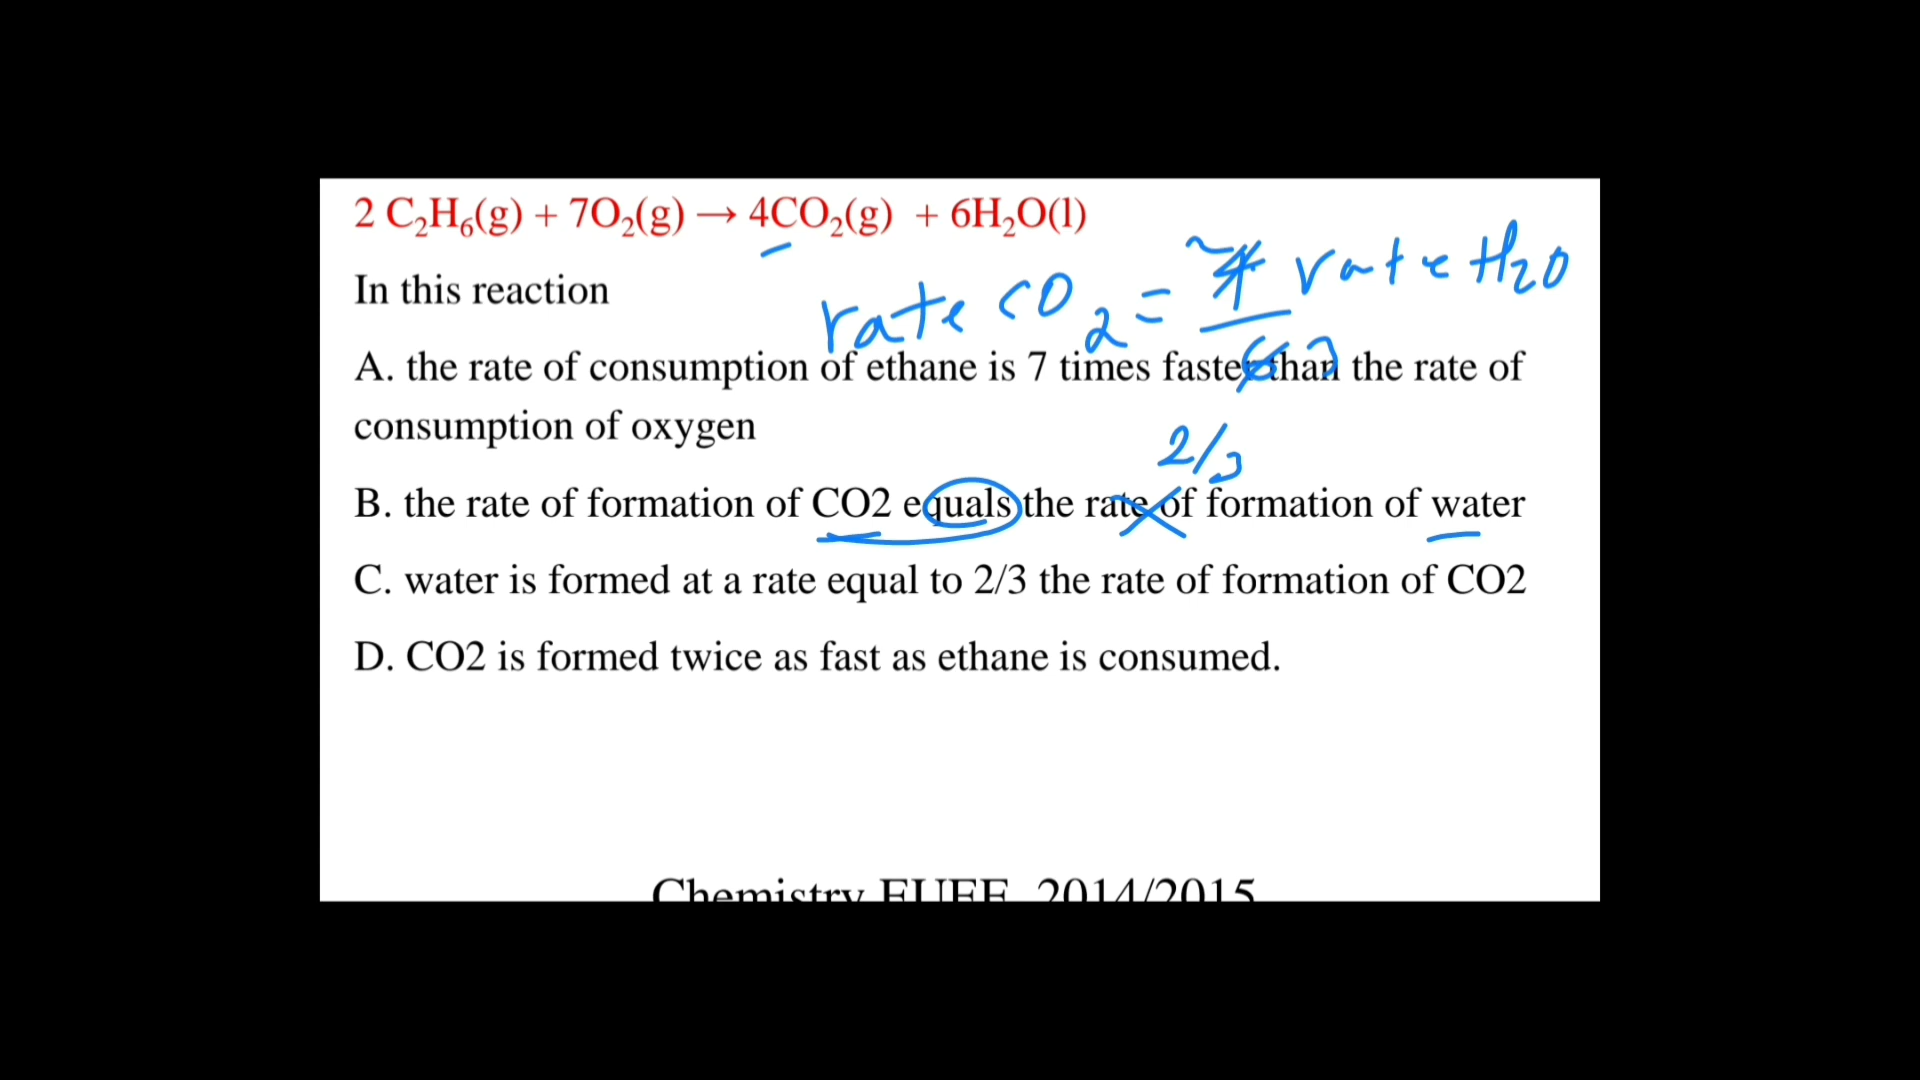 2 C₂H₆(g) + 7O₂(g) → 4CO₂(g) + 6H₂O(l)
In this reaction
rate CO₂ = 4/6 rate H₂O
2 3
A. the rate of consumption of ethane is 7 times faster than the rate of
consumption of oxygen
2/3
B. the rate of formation of CO2 equals the rate of formation of water
C. water is formed at a rate equal to 2/3 the rate of formation of CO2
D. CO2 is formed twice as fast as ethane is consumed.
Chemistry EUEE 2014/2015